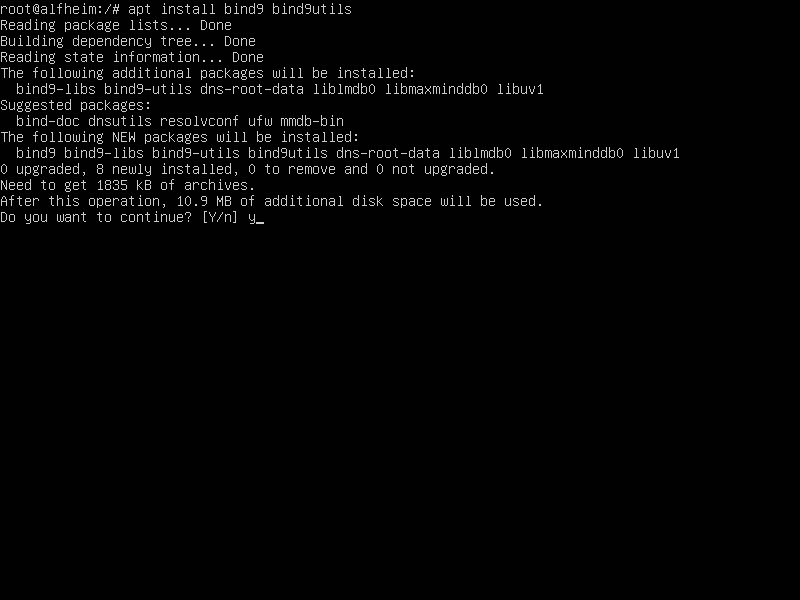 root@alfheim:/# apt install bind9 bind9utils
Reading package lists... Done
Building dependency tree... Done
Reading state information... Done
The following additional packages will be installed:
  bind9-libs bind9-utils dns-root-data liblmdb0 libmaxminddb0 libuv1
Suggested packages:
  bind-doc dnsutils resolvconf ufw mmdb-bin
The following NEW packages will be installed:
  bind9 bind9-libs bind9-utils bind9utils dns-root-data liblmdb0 libmaxminddb0 libuv1
0 upgraded, 8 newly installed, 0 to remove and 0 not upgraded.
Need to get 1835 kB of archives.
After this operation, 10.9 MB of additional disk space will be used.
Do you want to continue? [Y/n] y_